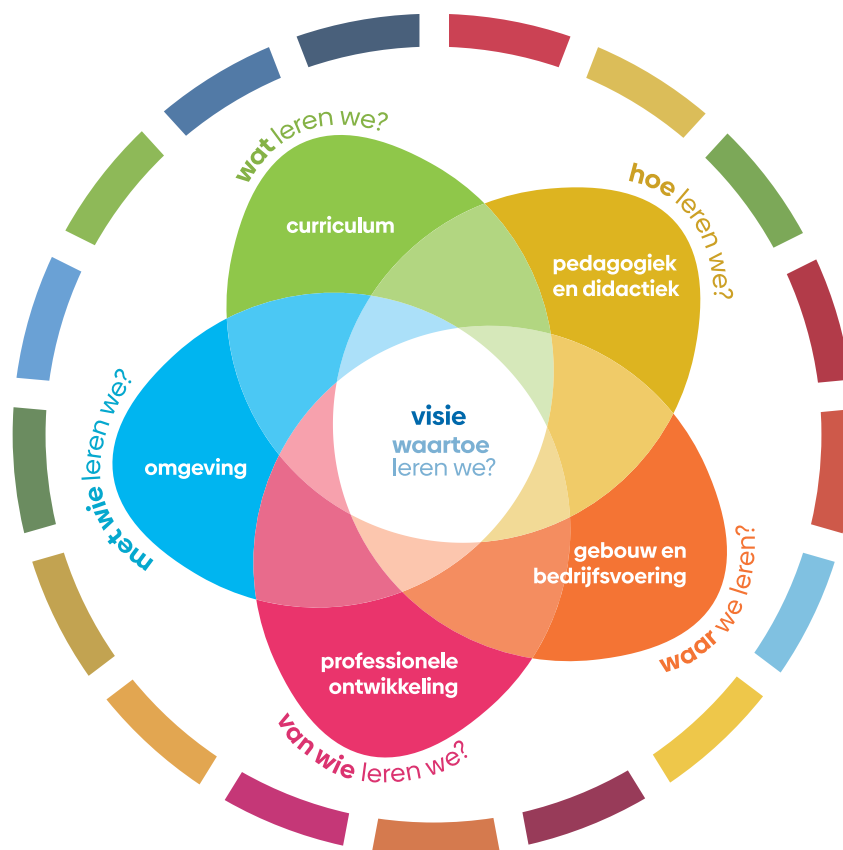 wat leren we?
curriculum
hoe leren we?
pedagogiek
en didactiek
visie
waartoe
leren we?
met wie leren we?
omgeving
gebouw en
bedrijfsvoering
waar we leren?
professionele
ontwikkeling
van wie leren we?